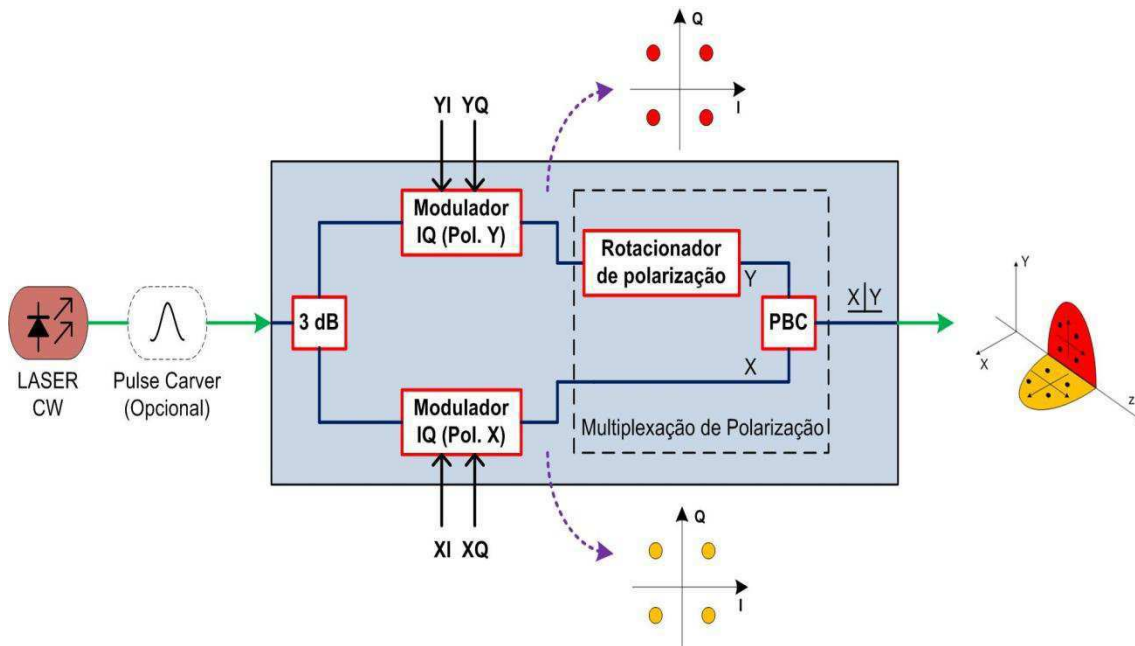 Q
I
YI YQ
Modulador
IQ (Pol. Y)
Rotacionador
de polarização
Y
3 dB
PBC
X|Y
X
LASER
CW
Pulse Carver
(Opcional)
Modulador
IQ (Pol. X)
Multiplexação de Polarização
XI XQ
Q
I
Y
X
z